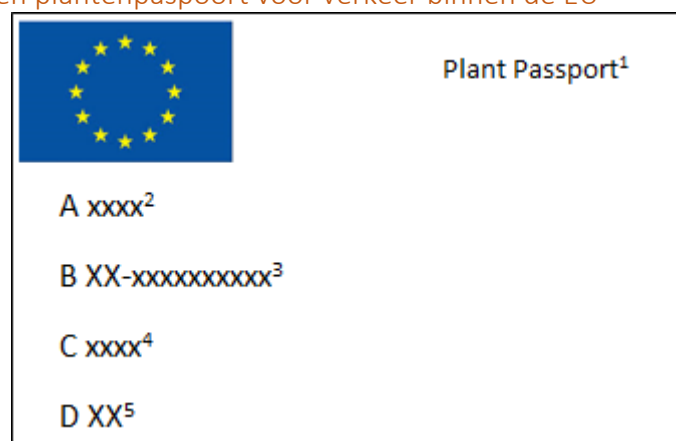 en plantenpaspoort voor verkeer binnen de EU
Plant Passport¹
A xxxx²
B XX-xxxxxxxxxx³
C xxxx⁴
D XX⁵